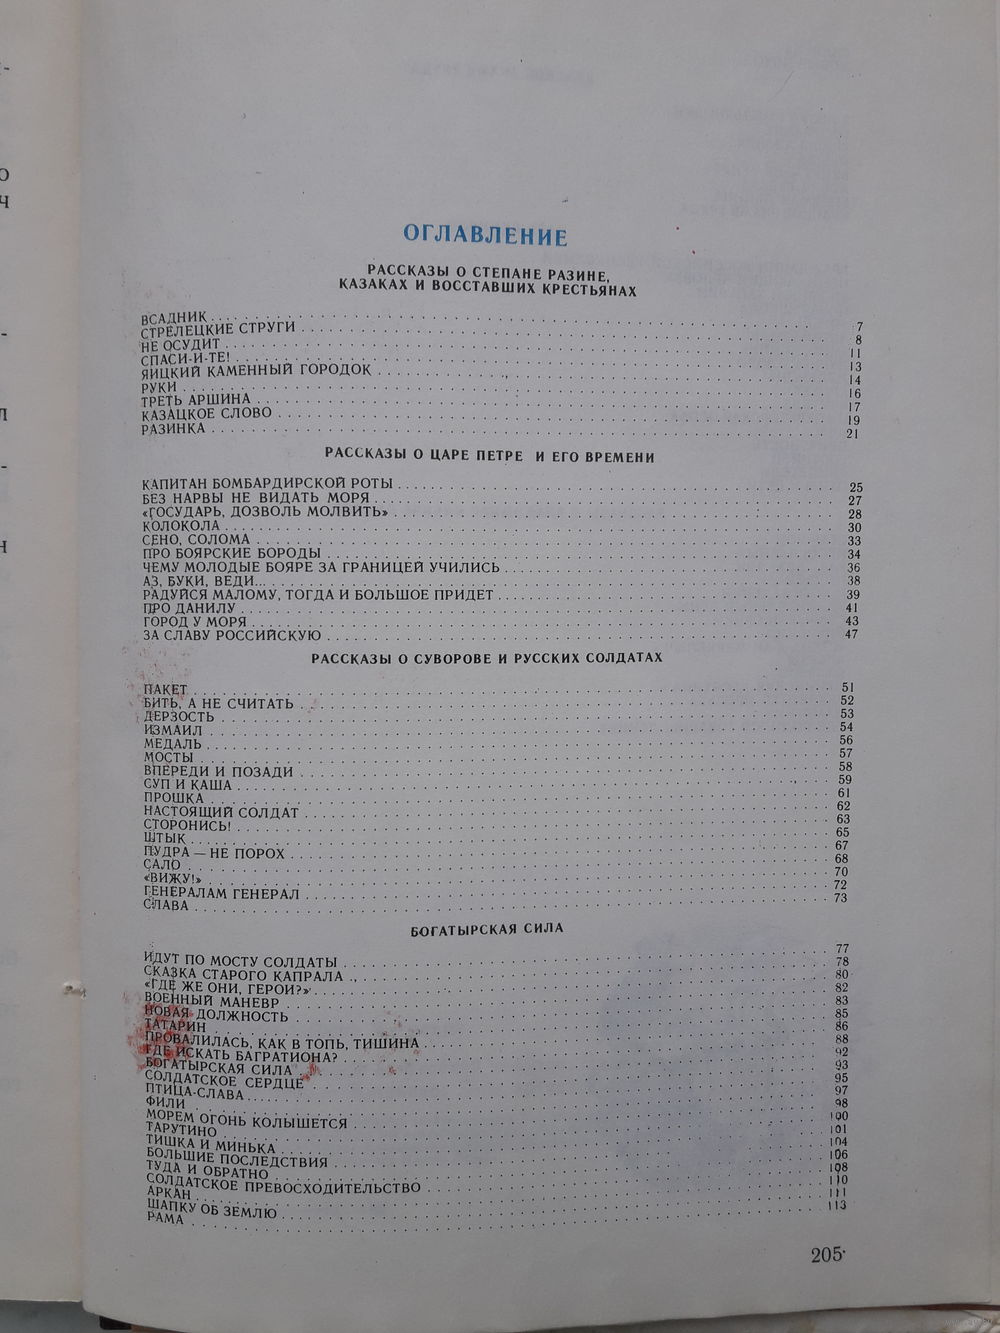 ОГЛАВЛЕНИЕ
РАССКАЗЫ О СТЕПАНЕ РАЗИНЕ,
КАЗАКАХ И ВОССТАВШИХ КРЕСТЬЯНАХ
ВСАДНИК 7
СТРЕЛЕЦКИЕ СТРУГИ 8
НЕ ОСУДИТ 11
СПАСИ-И-ТЕ! 13
ЯИЦКИЙ КАМЕННЫЙ ГОРОДОК 14
РУКИ 16
ТРЕТЬ АРШИНА 17
КАЗАЦКОЕ СЛОВО 19
РАЗИНКА 21
РАССКАЗЫ О ЦАРЕ ПЕТРЕ И ЕГО ВРЕМЕНИ
КАПИТАН БОМБАРДИРСКОЙ РОТЫ 25
БЕЗ НАРВЫ НЕ ВИДАТЬ МОРЯ 27
«ГОСУДАРЬ, ДОЗВОЛЬ МОЛВИТЬ» 28
КОЛОКОЛА 30
СЕНО, СОЛОМА 33
ПРО БОЯРСКИЕ БОРОДЫ 34
ЧЕМУ МОЛОДЫЕ БОЯРЕ ЗА ГРАНИЦЕЙ УЧИЛИСЬ 36
АЗ, БУКИ, ВЕДИ... 38
РАДУЙСЯ МАЛОМУ, ТОГДА И БОЛЬШОЕ ПРИДЕТ 39
ПРО ДАНИЛУ 41
ГОРОД У МОРЯ 43
ЗА СЛАВУ РОССИЙСКУЮ 47
РАССКАЗЫ О СУВОРОВЕ И РУССКИХ СОЛДАТАХ
ПАКЕТ 51
БИТЬ, А НЕ СЧИТАТЬ 52
ДЕРЗОСТЬ 53
ИЗМАИЛ 54
МЕДАЛЬ 56
МОСТЫ 57
ВПЕРЕДИ И ПОЗАДИ 58
СУП И КАША 59
ПРОШКА 61
НАСТОЯЩИЙ СОЛДАТ 62
СТОРОНИСЬ! 63
ШТЫК 65
ПУДРА — НЕ ПОРОХ 67
САЛО 68
«ВИЖУ!» 70
ГЕНЕРАЛАМ ГЕНЕРАЛ 72
СЛАВА 73
БОГАТЫРСКАЯ СИЛА
ИДУТ ПО МОСТУ СОЛДАТЫ 77
СКАЗКА СТАРОГО КАПРАЛА 78
«ГДЕ ЖЕ ОНИ, ГЕРОИ?» 80
ВОЕННЫЙ МАНЕВР 82
НОВАЯ ДОЛЖНОСТЬ 83
ТАТАРИН 85
ПРОВАЛИЛАСЬ, КАК В ТОПЬ, ТИШИНА 86
ГДЕ ИСКАТЬ БАГРАТИОНА? 88
БОГАТЫРСКАЯ СИЛА 92
СОЛДАТСКОЕ СЕРДЦЕ 93
ПТИЦА-СЛАВА 95
ФИЛИ 97
МОРЕМ ОГОНЬ КОЛЫШЕТСЯ 98
ТАРУТИНО 100
ТИШКА И МИНЬКА 101
БОЛЬШИЕ ПОСЛЕДСТВИЯ 104
ТУДА И ОБРАТНО 106
СОЛДАТСКОЕ ПРЕВОСХОДИТЕЛЬСТВО 108
АРКАН 110
ШАПКУ ОБ ЗЕМЛЮ 111
РАМА 113
205